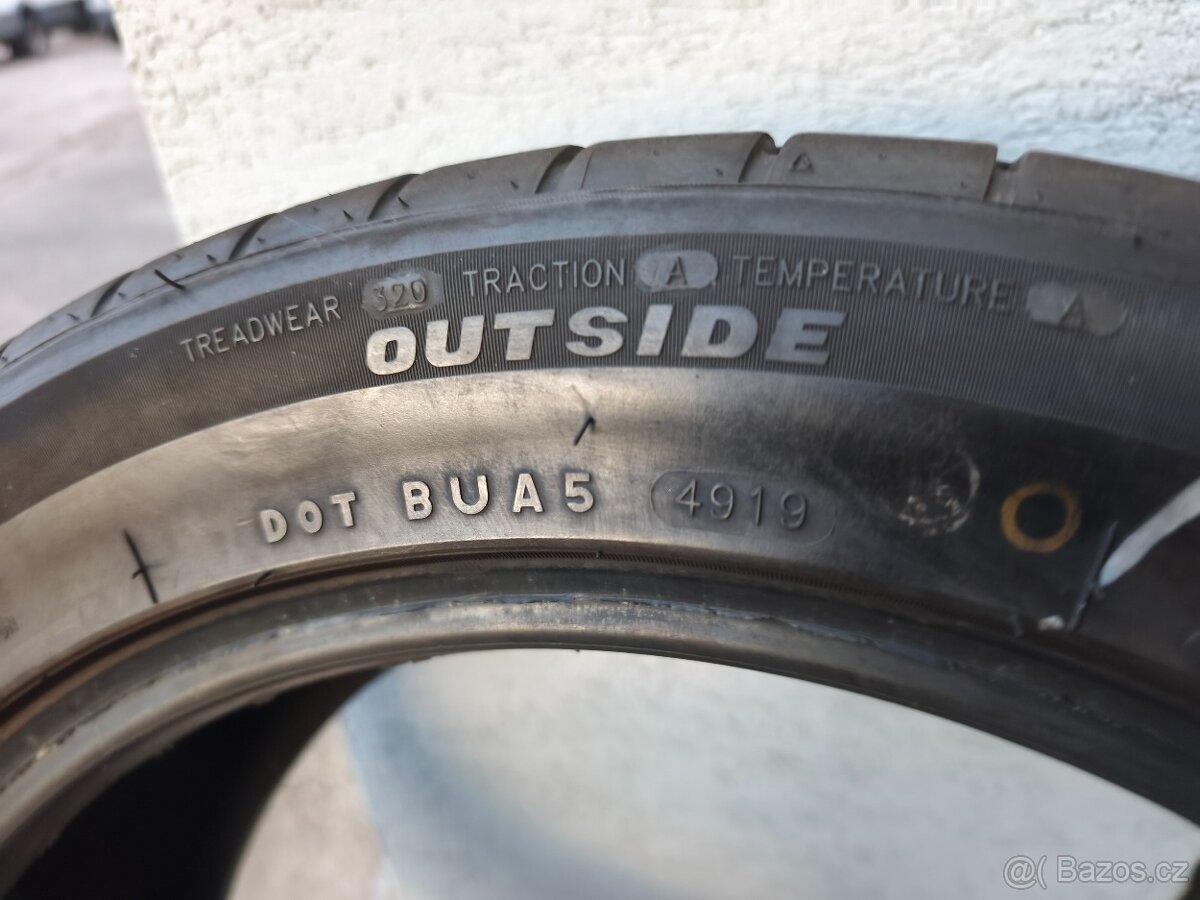 TREADWEAR 320 TRACTION A TEMPERATURE A
OUTSIDE
DOT BUA5 4919
@( Bazos.cz